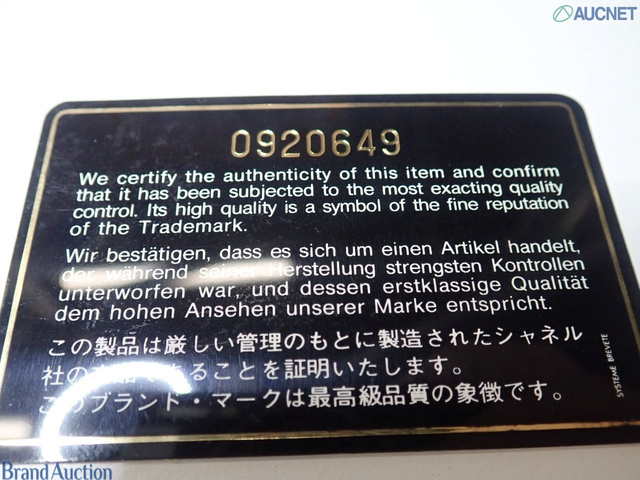 AUCNET
0920649
We certify the authenticity of this item and confirm
that it has been subjected to the most exacting quality
control. Its high quality is a symbol of the fine reputation
of the Trademark.
Wir bestätigen, dass es sich um einen Artikel handelt,
der während seiner Herstellung strengsten Kontrollen
unterworfen war, und dessen erstklassige Qualität
dem hohen Ansehen unserer Marke entspricht.
この製品は厳しい管理のもとに製造されたシャネル
社の であることを証明いたします。
このブランド・マークは最高級品質の象徴です。
SYSTEME BREVETE
Brand Auction